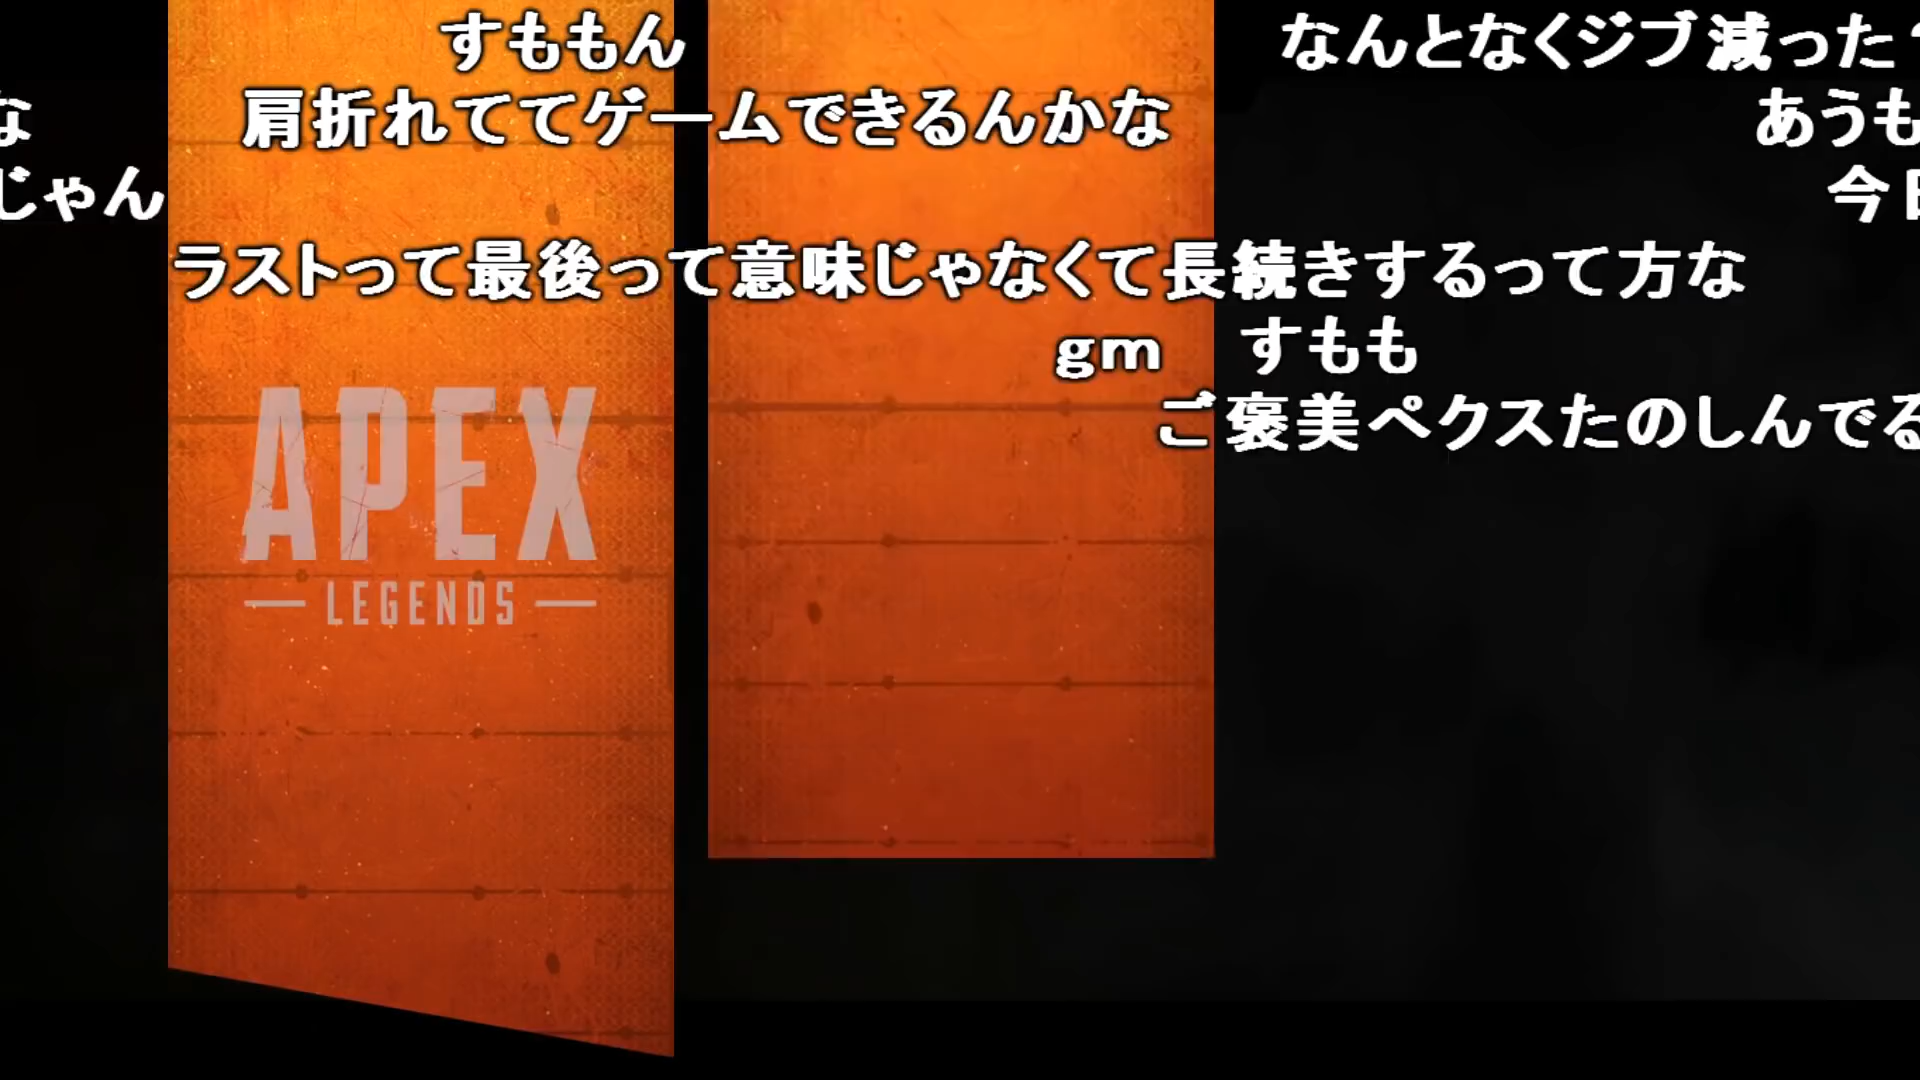 すももん
なんとなくジブ減った？
な
肩折れててゲームできるんかな
あうも
じゃん
今日
ラストって最後って意味じゃなくて長続きするって方な
gm
すもも
ご褒美ペクスたのしんでる
APEX
LEGENDS